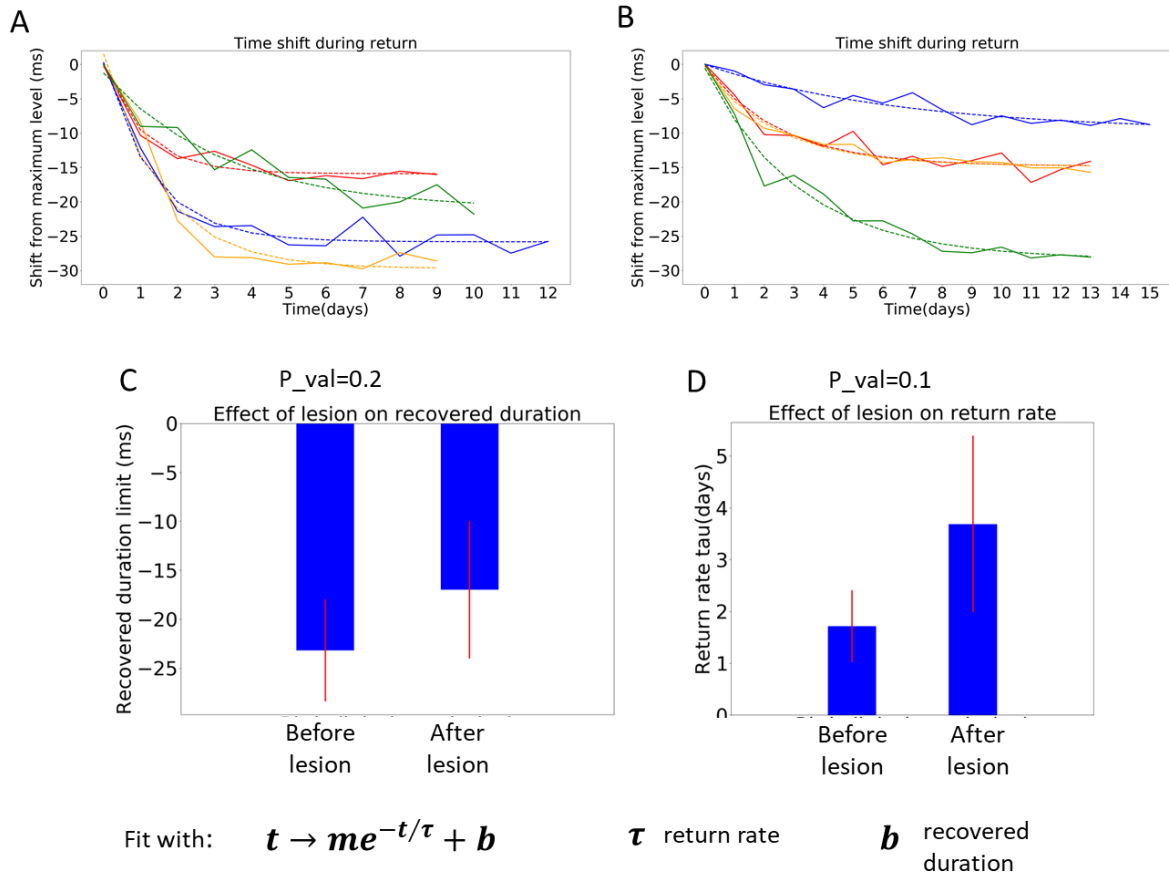 A
Time shift during return
Shift from maximum level (ms)
0
−5
−10
−15
−20
−25
−30
0 1 2 3 4 5 6 7 8 9 10 11 12
Time(days)
B
Time shift during return
Shift from maximum level (ms)
0
−5
−10
−15
−20
−25
−30
0 1 2 3 4 5 6 7 8 9 10 11 12 13 14 15
Time(days)
C
P_val=0.2
Effect of lesion on recovered duration
Recovered duration limit (ms)
0
−5
−10
−15
−20
−25
Before
lesion
After
lesion
D
P_val=0.1
Effect of lesion on return rate
Return rate tau(days)
5
4
3
2
1
0
Before
lesion
After
lesion
Fit with: t → me^{−t/τ} + b
τ return rate
b recovered
duration